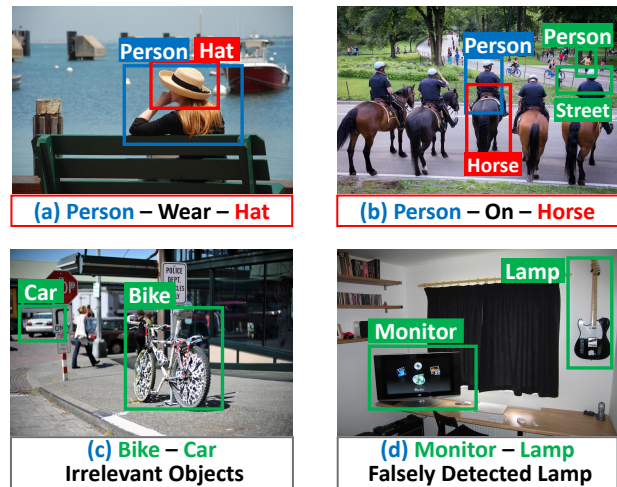 Person Hat
(a) Person – Wear – Hat
Person
Person
Street
Horse
(b) Person – On – Horse
Car
Bike
POLICE
DEPT
(c) Bike – Car
Irrelevant Objects
Lamp
Monitor
(d) Monitor – Lamp
Falsely Detected Lamp